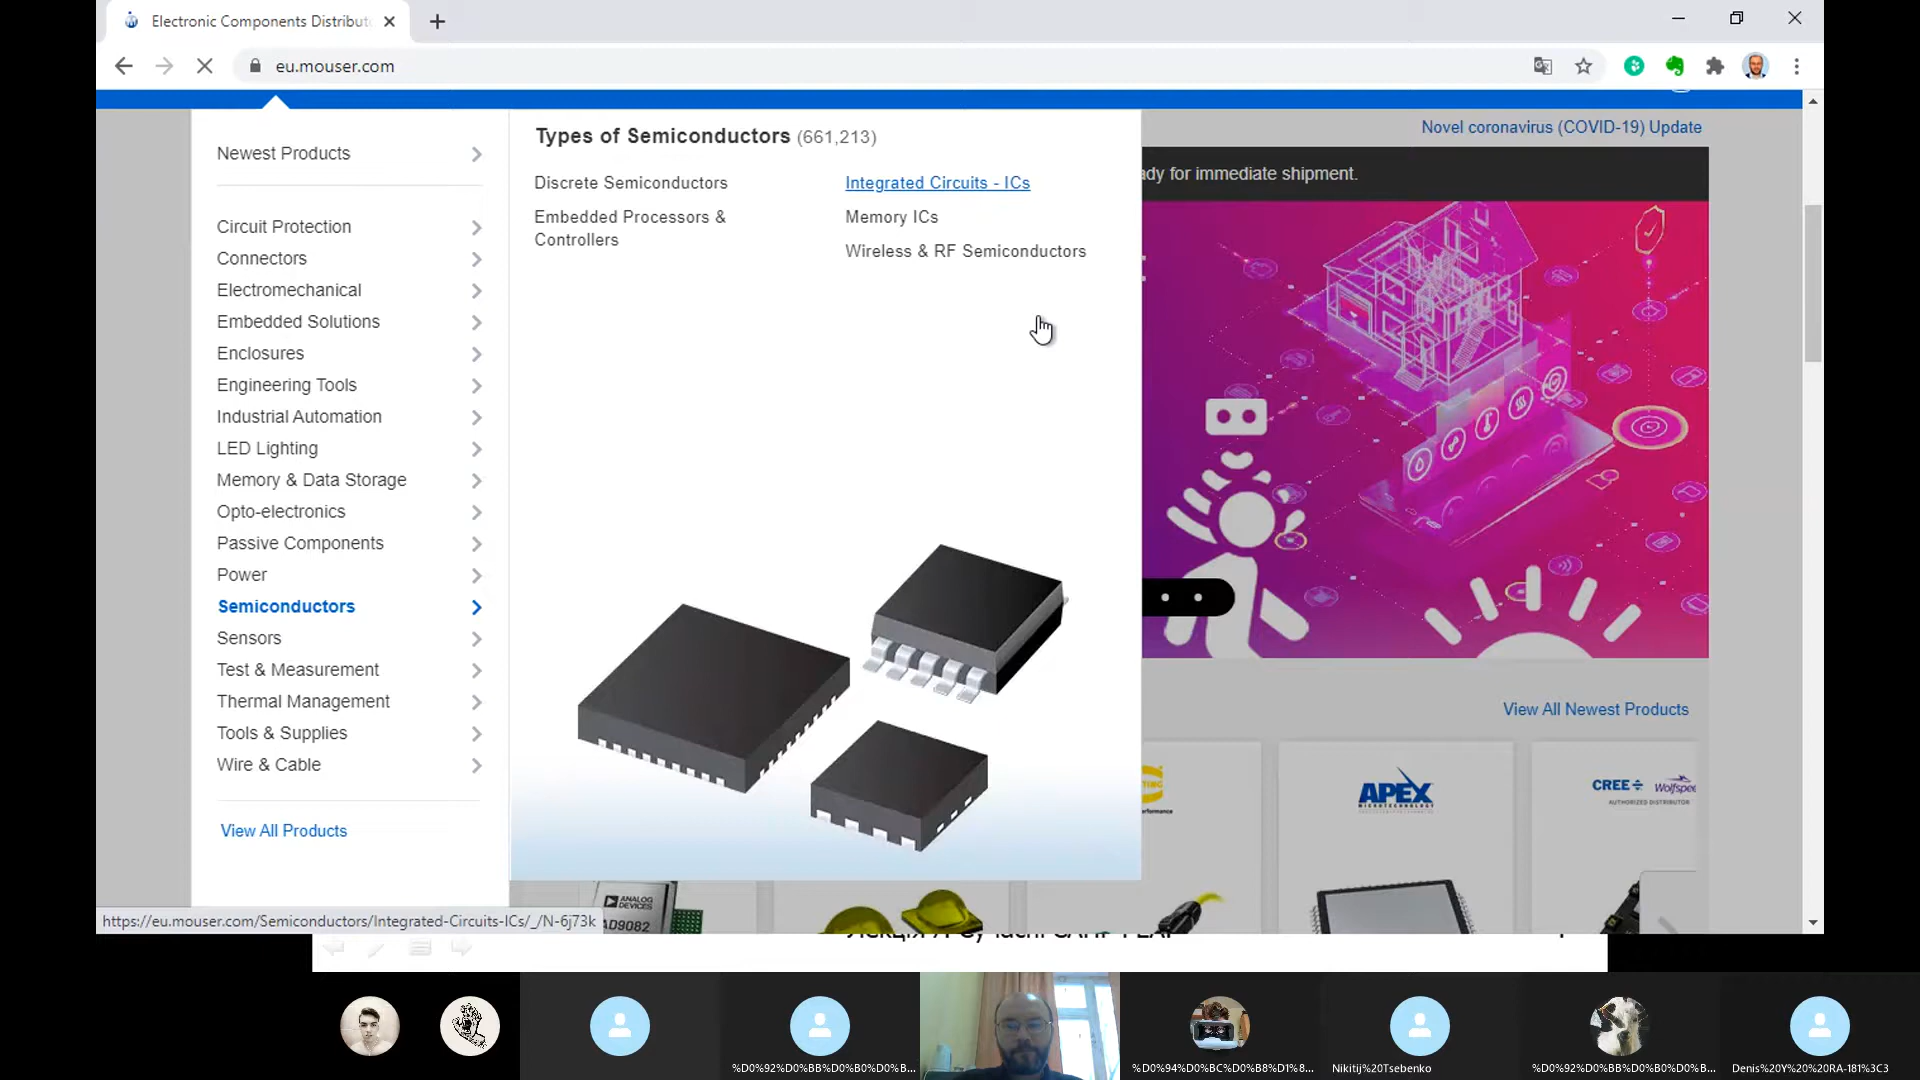 Electronic Components Distribut
eu.mouser.com
Novel coronavirus (COVID-19) Update
ady for immediate shipment.
Newest Products
Circuit Protection
Connectors
Electromechanical
Embedded Solutions
Enclosures
Engineering Tools
Industrial Automation
LED Lighting
Memory & Data Storage
Opto-electronics
Passive Components
Power
Semiconductors
Sensors
Test & Measurement
Thermal Management
Tools & Supplies
Wire & Cable
View All Products
Types of Semiconductors (661,213)
Discrete Semiconductors
Embedded Processors &
Controllers
Integrated Circuits - ICs
Memory ICs
Wireless & RF Semiconductors
View All Newest Products
APEX
CREE
Wolfspee
AUTHORIZED DISTRIBUTOR
ANALOG
DEVICES
AD9082
https://eu.mouser.com/Semiconductors/Integrated-Circuits-ICs/_/N-6j73k
%D0%92%D0%BB%D0%B0%D0%B...
%D0%94%D0%BC%D0%B8%D1%8...
Nikitij%20Tsebenko
%D0%92%D0%BB%D0%B0%D0%B...
Denis%20Y%20%20RA-181%3C3